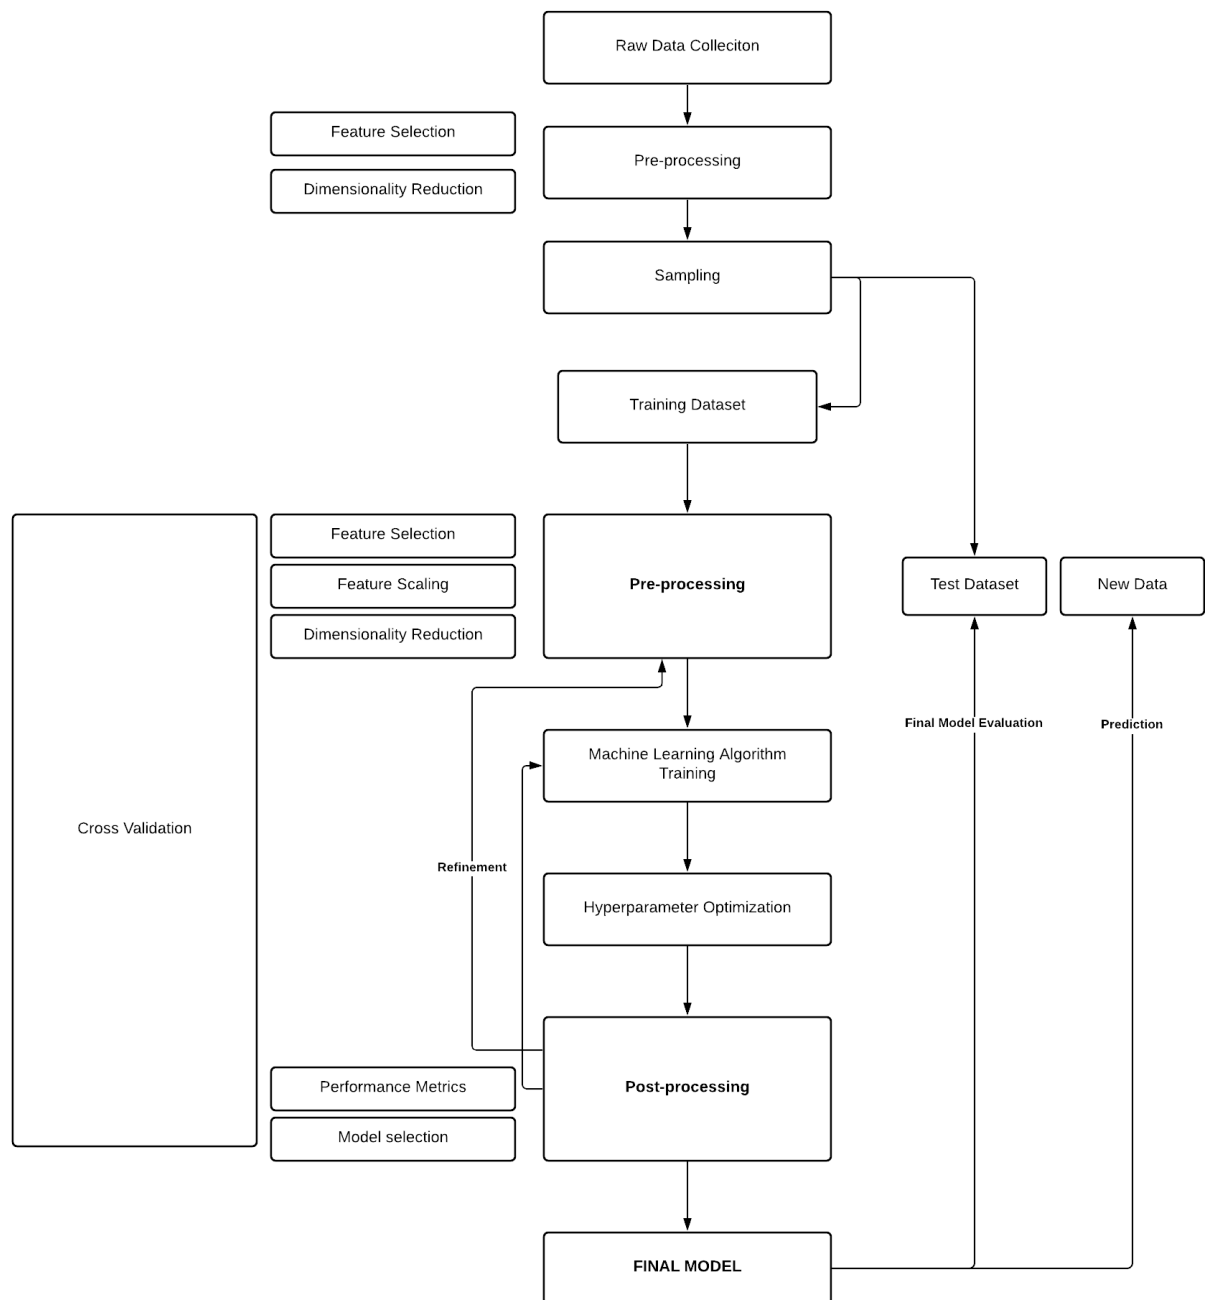 Raw Data Colleciton
Feature Selection
Pre-processing
Dimensionality Reduction
Sampling
Training Dataset
Feature Selection
Feature Scaling
Pre-processing
Dimensionality Reduction
Test Dataset
New Data
Final Model Evaluation
Prediction
Machine Learning Algorithm
Training
Cross Validation
Refinement
Hyperparameter Optimization
Performance Metrics
Post-processing
Model selection
FINAL MODEL